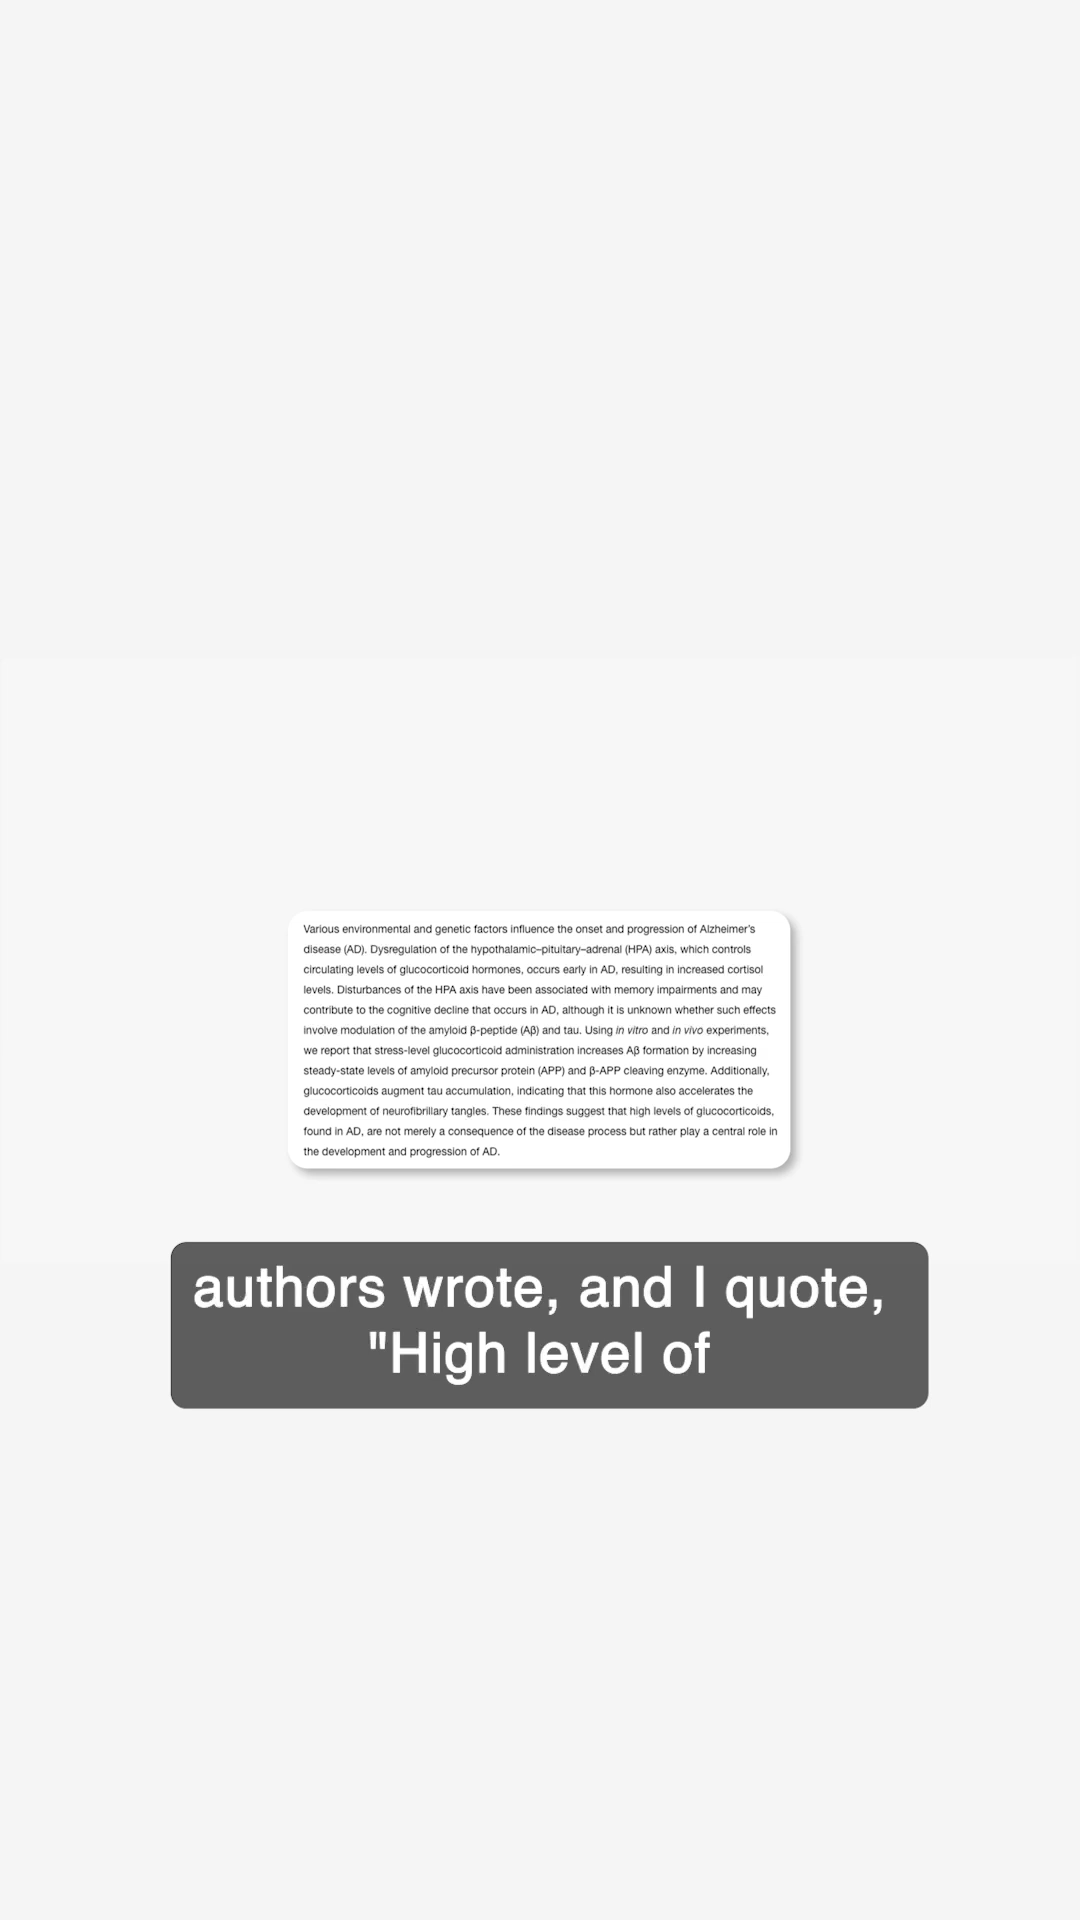 Various environmental and genetic factors influence the onset and progression of Alzheimer's
disease (AD). Dysregulation of the hypothalamic–pituitary–adrenal (HPA) axis, which controls
circulating levels of glucocorticoid hormones, occurs early in AD, resulting in increased cortisol
levels. Disturbances of the HPA axis have been associated with memory impairments and may
contribute to the cognitive decline that occurs in AD, although it is unknown whether such effects
involve modulation of the amyloid β-peptide (Aβ) and tau. Using in vitro and in vivo experiments,
we report that stress-level glucocorticoid administration increases Aβ formation by increasing
steady-state levels of amyloid precursor protein (APP) and β-APP cleaving enzyme. Additionally,
glucocorticoids augment tau accumulation, indicating that this hormone also accelerates the
development of neurofibrillary tangles. These findings suggest that high levels of glucocorticoids,
found in AD, are not merely a consequence of the disease process but rather play a central role in
the development and progression of AD.
authors wrote, and I quote,
"High level of